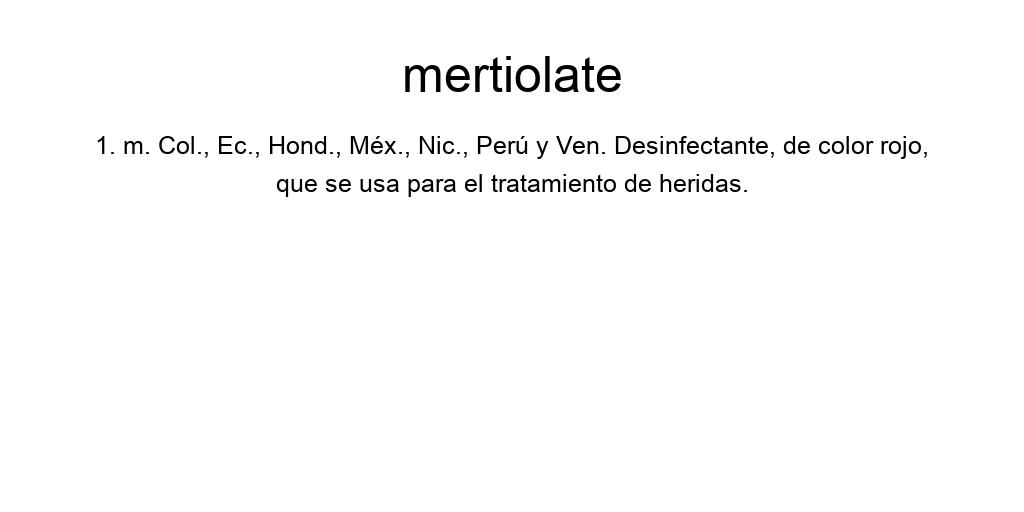 mertiolate
1. m. Col., Ec., Hond., Méx., Nic., Perú y Ven. Desinfectante, de color rojo,
que se usa para el tratamiento de heridas.